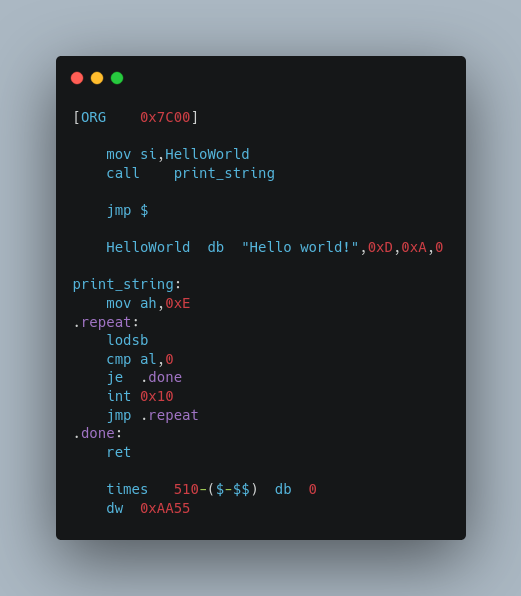 [ORG    0x7C00]
    mov si,HelloWorld
    call    print_string
    jmp $
    HelloWorld  db  "Hello world!",0xD,0xA,0
print_string:
    mov ah,0xE
.repeat:
    lodsb
    cmp al,0
    je  .done
    int 0x10
    jmp .repeat
.done:
    ret
    times   510-($-$$)  db  0
    dw  0xAA55